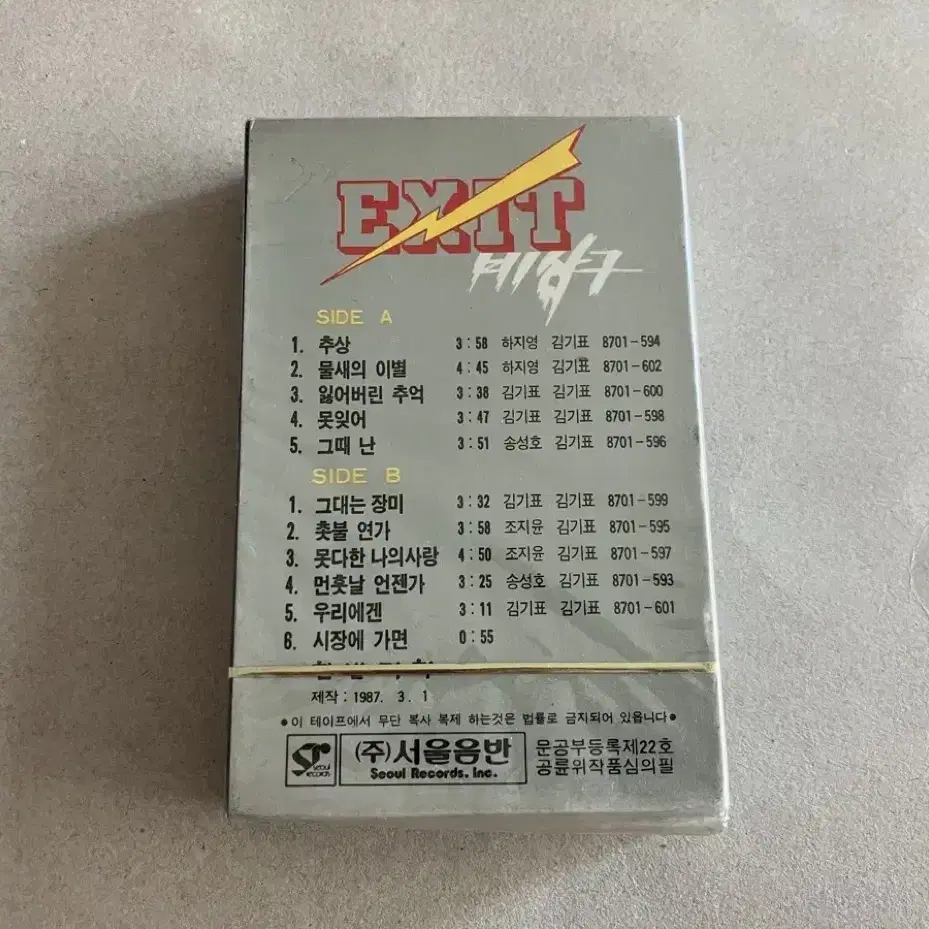 EXIT
비상구
SIDE A
1. 추상 3:58 하지영 김기표 8701-594
2. 물새의 이별 4:45 하지영 김기표 8701-602
3. 잃어버린 추억 3:38 김기표 김기표 8701-600
4. 못잊어 3:47 김기표 김기표 8701-598
5. 그때 난 3:51 송성호 김기표 8701-596
SIDE B
1. 그대는 장미 3:32 김기표 김기표 8701-599
2. 촛불 연가 3:58 조지윤 김기표 8701-595
3. 못다한 나의사랑 4:50 조지윤 김기표 8701-597
4. 먼훗날 언젠가 3:25 송성호 김기표 8701-593
5. 우리에겐 3:11 김기표 김기표 8701-601
6. 시장에 가면 0:55
제작 : 1987. 3. 1
●이 테이프에서 무단 복사 복제 하는것은 법률로 금지되어 있읍니다●
seoul records
(주)서울음반
Seoul Records. Inc.
문공부등록제22호
공륜위작품심의필